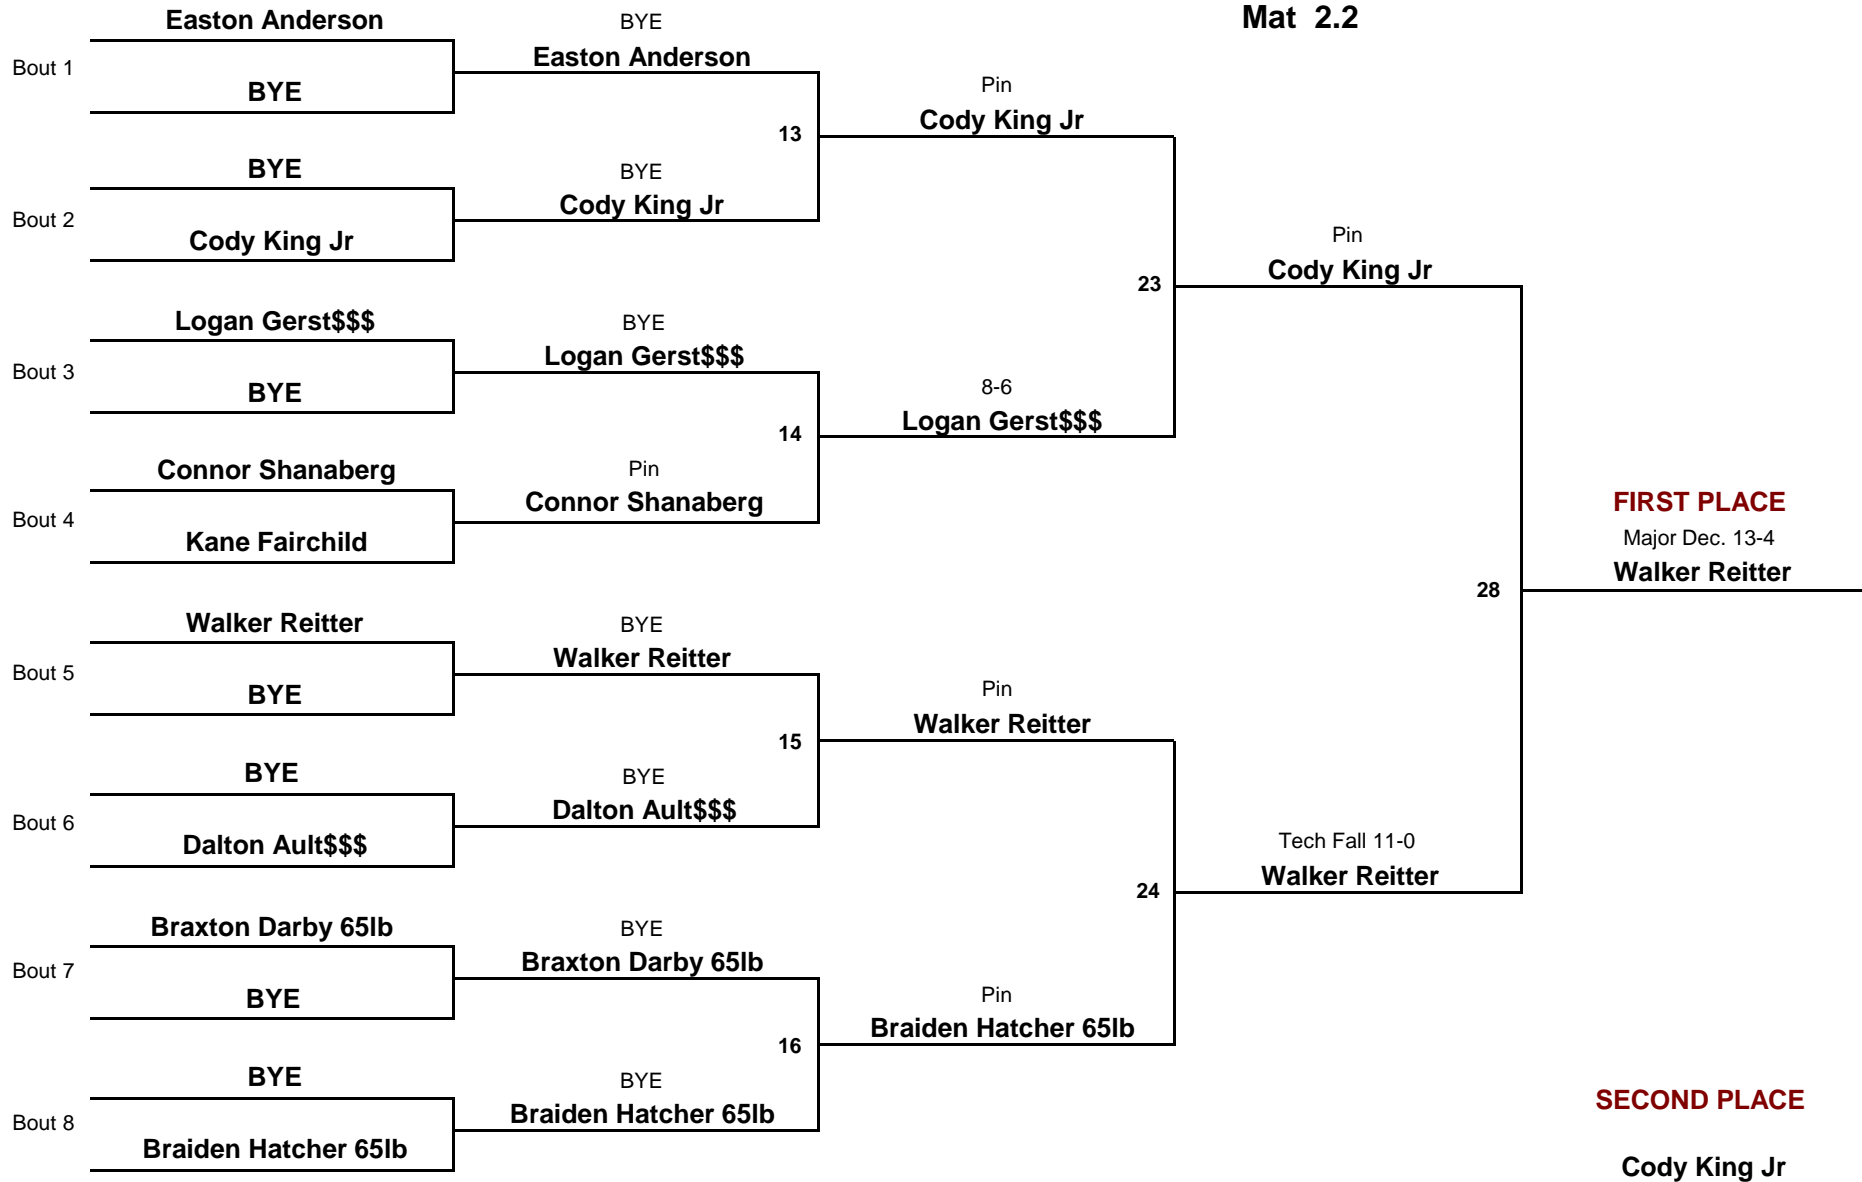 Mat 2.2
Easton Anderson
Bout 1
BYE
BYE
Bout 2
Cody King Jr
Logan Gerst$$$
Bout 3
BYE
Connor Shanaberg
Bout 4
Kane Fairchild
Walker Reitter
Bout 5
BYE
BYE
Bout 6
Dalton Ault$$$
Braxton Darby 65lb
Bout 7
BYE
BYE
Bout 8
Braiden Hatcher 65lb
BYE
Easton Anderson
13
BYE
Cody King Jr
BYE
Logan Gerst$$$
14
Pin
Connor Shanaberg
BYE
Walker Reitter
15
BYE
Dalton Ault$$$
BYE
Braxton Darby 65lb
16
BYE
Braiden Hatcher 65lb
Pin
Cody King Jr
23
8-6
Logan Gerst$$$
Pin
Walker Reitter
24
Pin
Braiden Hatcher 65lb
Pin
Cody King Jr
28
Tech Fall 11-0
Walker Reitter
FIRST PLACE
Major Dec. 13-4
Walker Reitter
SECOND PLACE
Cody King Jr